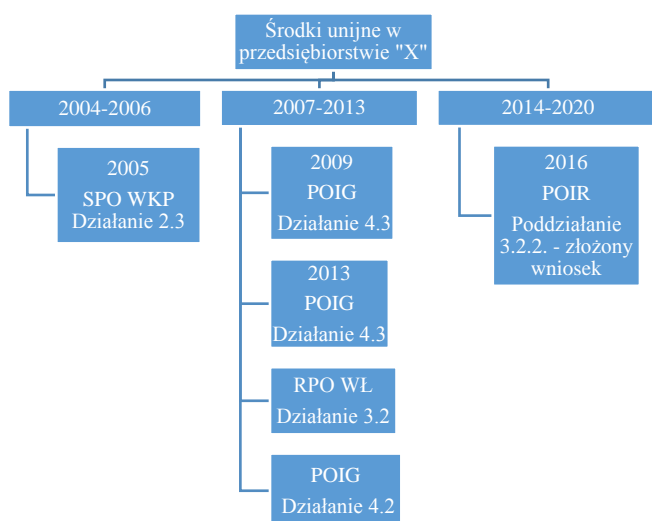 Środki unijne w
przedsiębiorstwie "X"
2004-2006
2005
SPO WKP
Działanie 2.3
2007-2013
2009
POIG
Działanie 4.3
2013
POIG
Działanie 4.3
RPO WŁ
Działanie 3.2
POIG
Działanie 4.2
2014-2020
2016
POIR
Poddziałanie
3.2.2. - złożony
wniosek